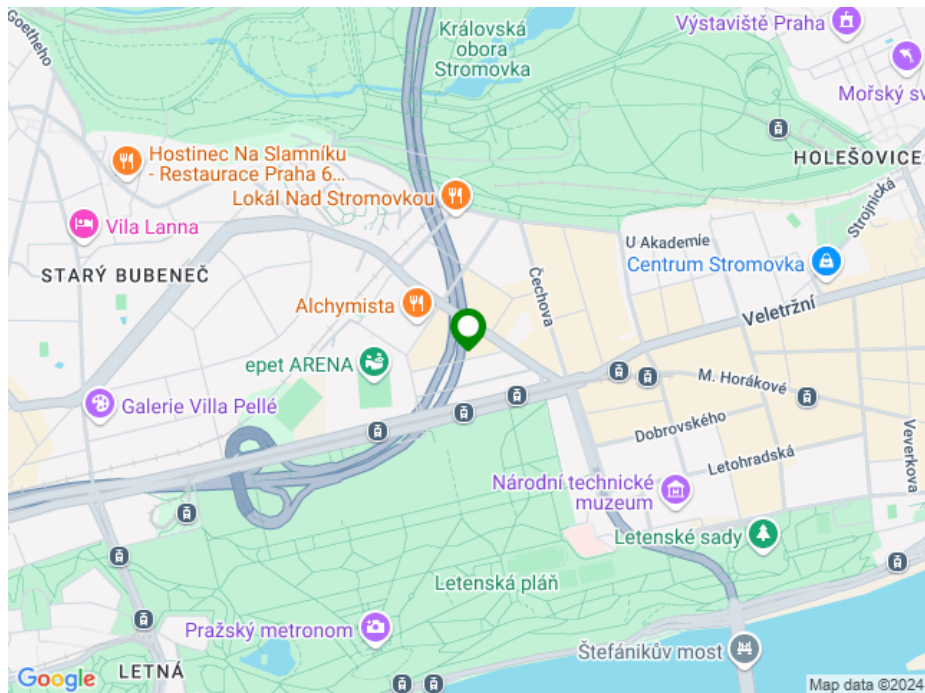 Goetheho
Královská
obora
Stromovka
Výstaviště Praha
Mořský sv
HOLEŠOVICE
Hostinec Na Slamníku
- Restaurace Praha 6...
Lokál Nad Stromovkou
Strojnická
Vila Lanna
U Akademie
Centrum Stromovka
STARÝ BUBENEČ
Čechova
Alchymista
Veletržní
epet ARENA
M. Horákové
Galerie Villa Pellé
Dobrovského
Veverkova
Letohradská
Národní technické
muzeum
Letenské sady
Letenská pláň
Pražský metronom
Štefánikův most
LETNÁ
Google
Map data ©2024